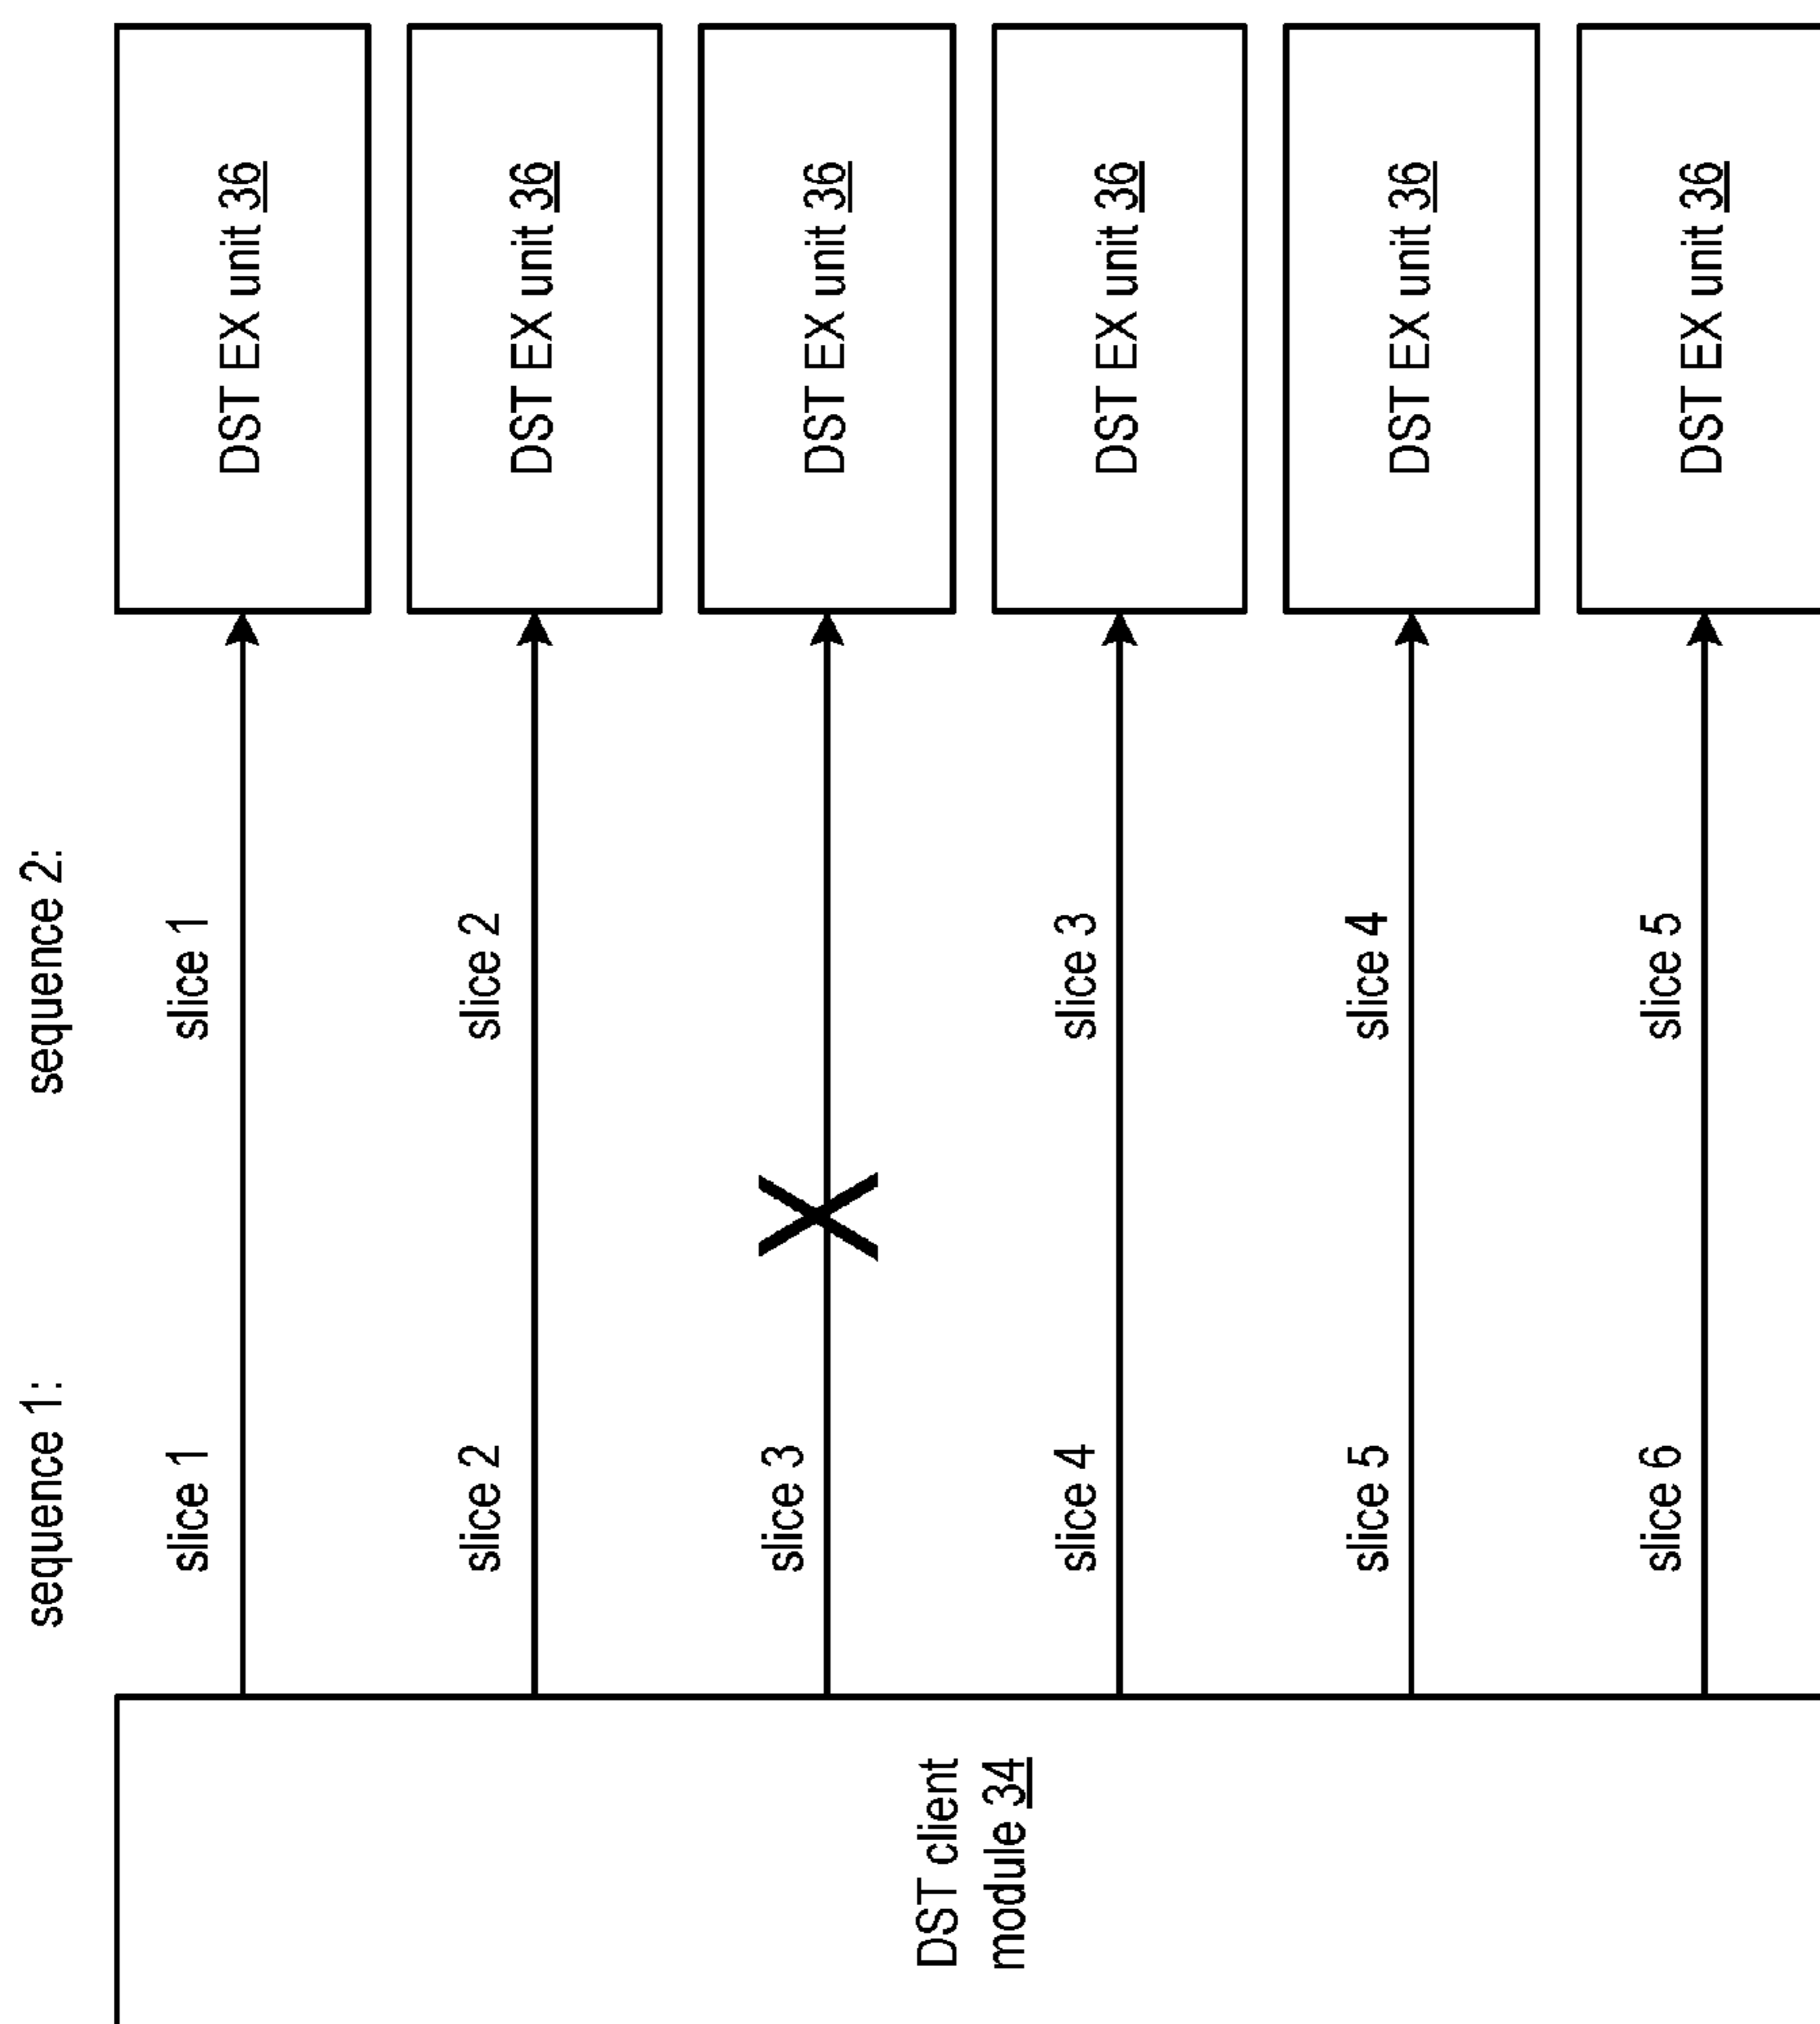 sequence 1:
sequence 2:
slice 1
slice 1
DST EX unit 36
slice 2
slice 2
DST EX unit 36
slice 3
DST EX unit 36
DST client
module 34
slice 4
slice 3
DST EX unit 36
slice 5
slice 4
DST EX unit 36
slice 6
slice 5
DST EX unit 36